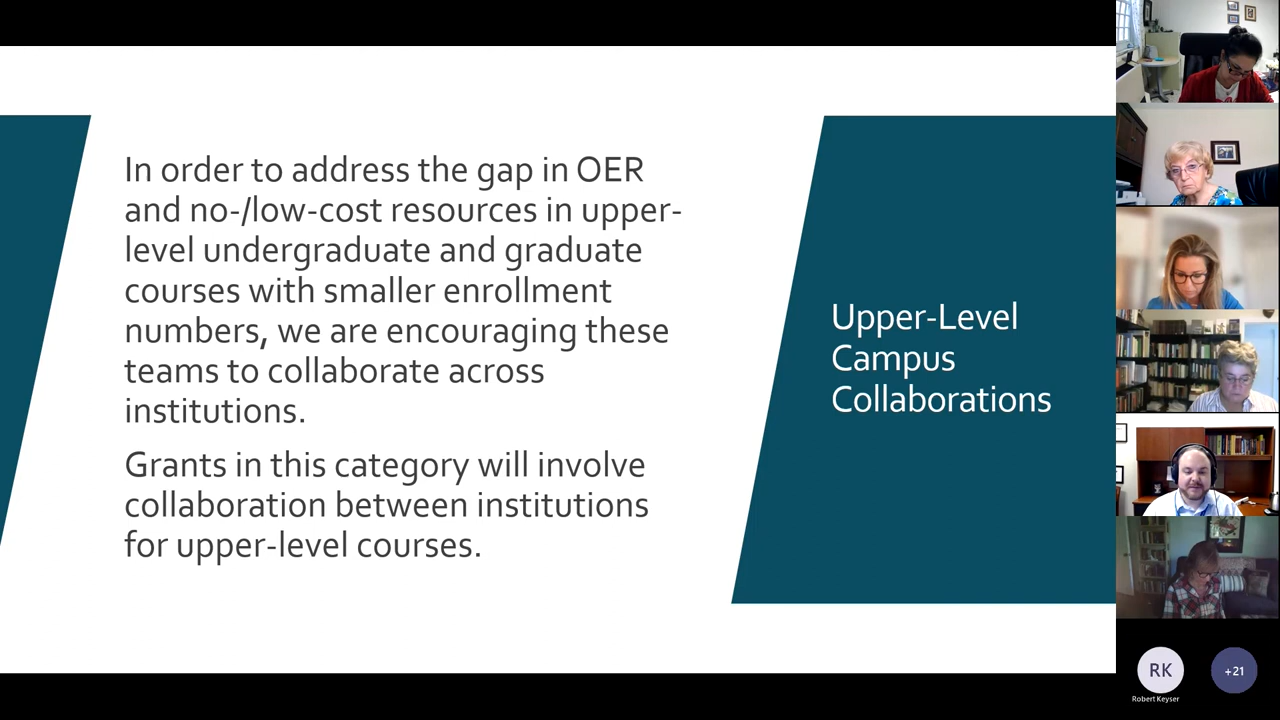 In order to address the gap in OER
and no-/low-cost resources in upper-
level undergraduate and graduate
courses with smaller enrollment
numbers, we are encouraging these
teams to collaborate across
institutions.
Grants in this category will involve
collaboration between institutions
for upper-level courses.
Upper-Level
Campus
Collaborations
RK
+21
Robert Keyser